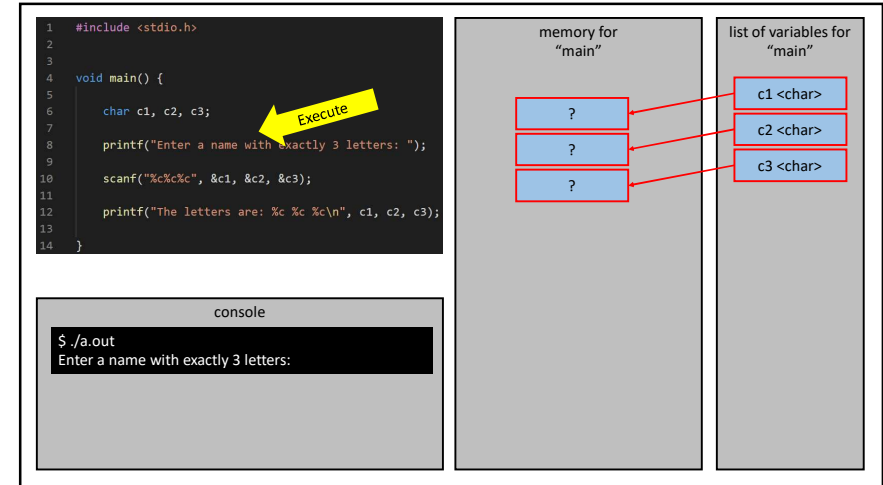 1 #include <stdio.h>
2
3
4 void main() {
5
6 char c1, c2, c3;
7
8 printf("Enter a name with exactly 3 letters: ");
9
10 scanf("%c%c%c", &c1, &c2, &c3);
11
12 printf("The letters are: %c %c %c\n", c1, c2, c3);
13
14 }
Execute
console
$ ./a.out
Enter a name with exactly 3 letters:
memory for
“main”
?
?
?
list of variables for
“main”
c1 <char>
c2 <char>
c3 <char>